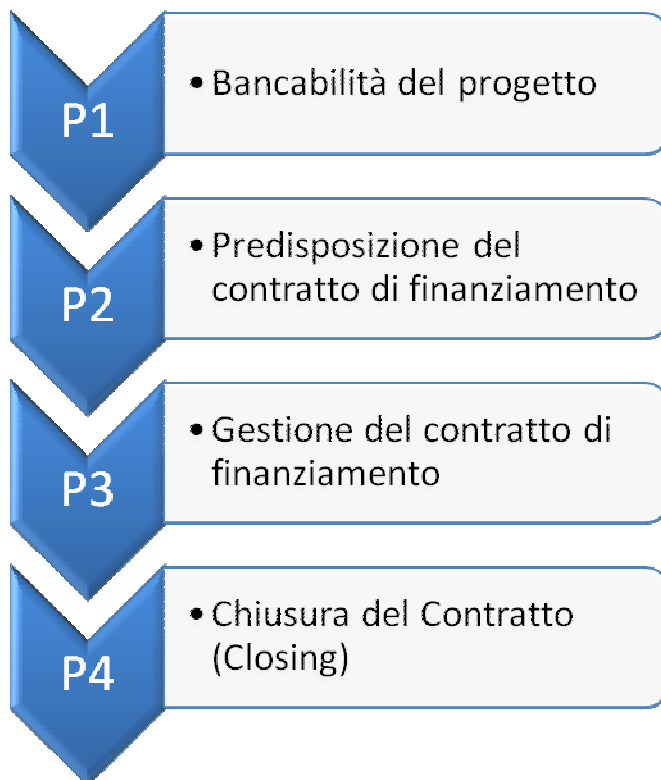 P1
• Bancabilità del progetto
P2
• Predisposizione del
contratto di finanziamento
P3
• Gestione del contratto di
finanziamento
P4
• Chiusura del Contratto
(Closing)